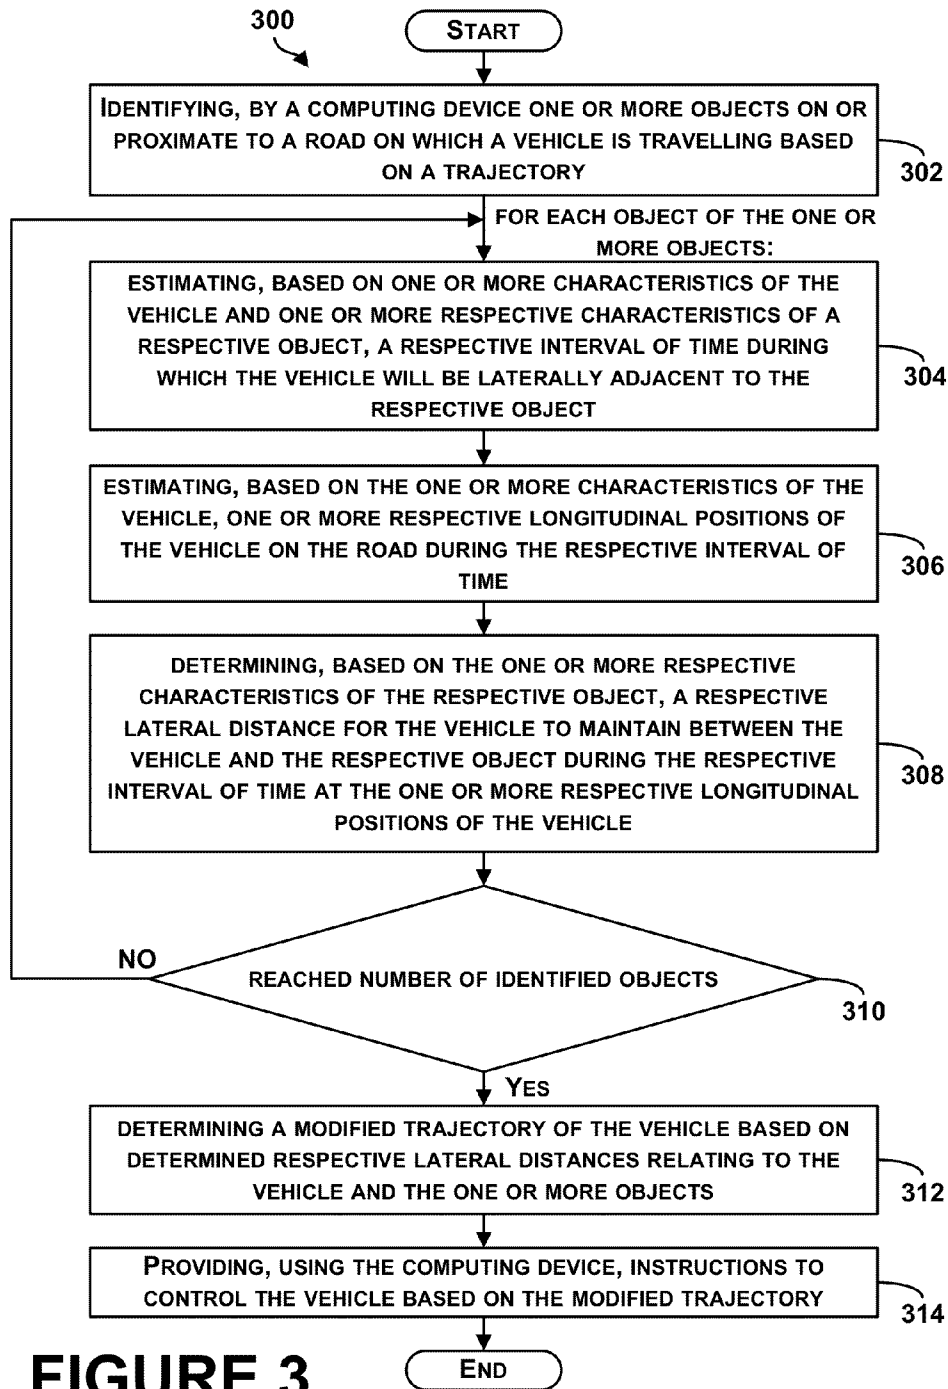 300
START
IDENTIFYING, BY A COMPUTING DEVICE ONE OR MORE OBJECTS ON OR
PROXIMATE TO A ROAD ON WHICH A VEHICLE IS TRAVELLING BASED
ON A TRAJECTORY
302
FOR EACH OBJECT OF THE ONE OR
MORE OBJECTS:
ESTIMATING, BASED ON ONE OR MORE CHARACTERISTICS OF THE
VEHICLE AND ONE OR MORE RESPECTIVE CHARACTERISTICS OF A
RESPECTIVE OBJECT, A RESPECTIVE INTERVAL OF TIME DURING
WHICH THE VEHICLE WILL BE LATERALLY ADJACENT TO THE
RESPECTIVE OBJECT
304
ESTIMATING, BASED ON THE ONE OR MORE CHARACTERISTICS OF THE
VEHICLE, ONE OR MORE RESPECTIVE LONGITUDINAL POSITIONS OF
THE VEHICLE ON THE ROAD DURING THE RESPECTIVE INTERVAL OF
TIME
306
DETERMINING, BASED ON THE ONE OR MORE RESPECTIVE
CHARACTERISTICS OF THE RESPECTIVE OBJECT, A RESPECTIVE
LATERAL DISTANCE FOR THE VEHICLE TO MAINTAIN BETWEEN THE
VEHICLE AND THE RESPECTIVE OBJECT DURING THE RESPECTIVE
INTERVAL OF TIME AT THE ONE OR MORE RESPECTIVE LONGITUDINAL
POSITIONS OF THE VEHICLE
308
NO
REACHED NUMBER OF IDENTIFIED OBJECTS
310
YES
DETERMINING A MODIFIED TRAJECTORY OF THE VEHICLE BASED ON
DETERMINED RESPECTIVE LATERAL DISTANCES RELATING TO THE
VEHICLE AND THE ONE OR MORE OBJECTS
312
PROVIDING, USING THE COMPUTING DEVICE, INSTRUCTIONS TO
CONTROL THE VEHICLE BASED ON THE MODIFIED TRAJECTORY
314
END
FIGURE 3